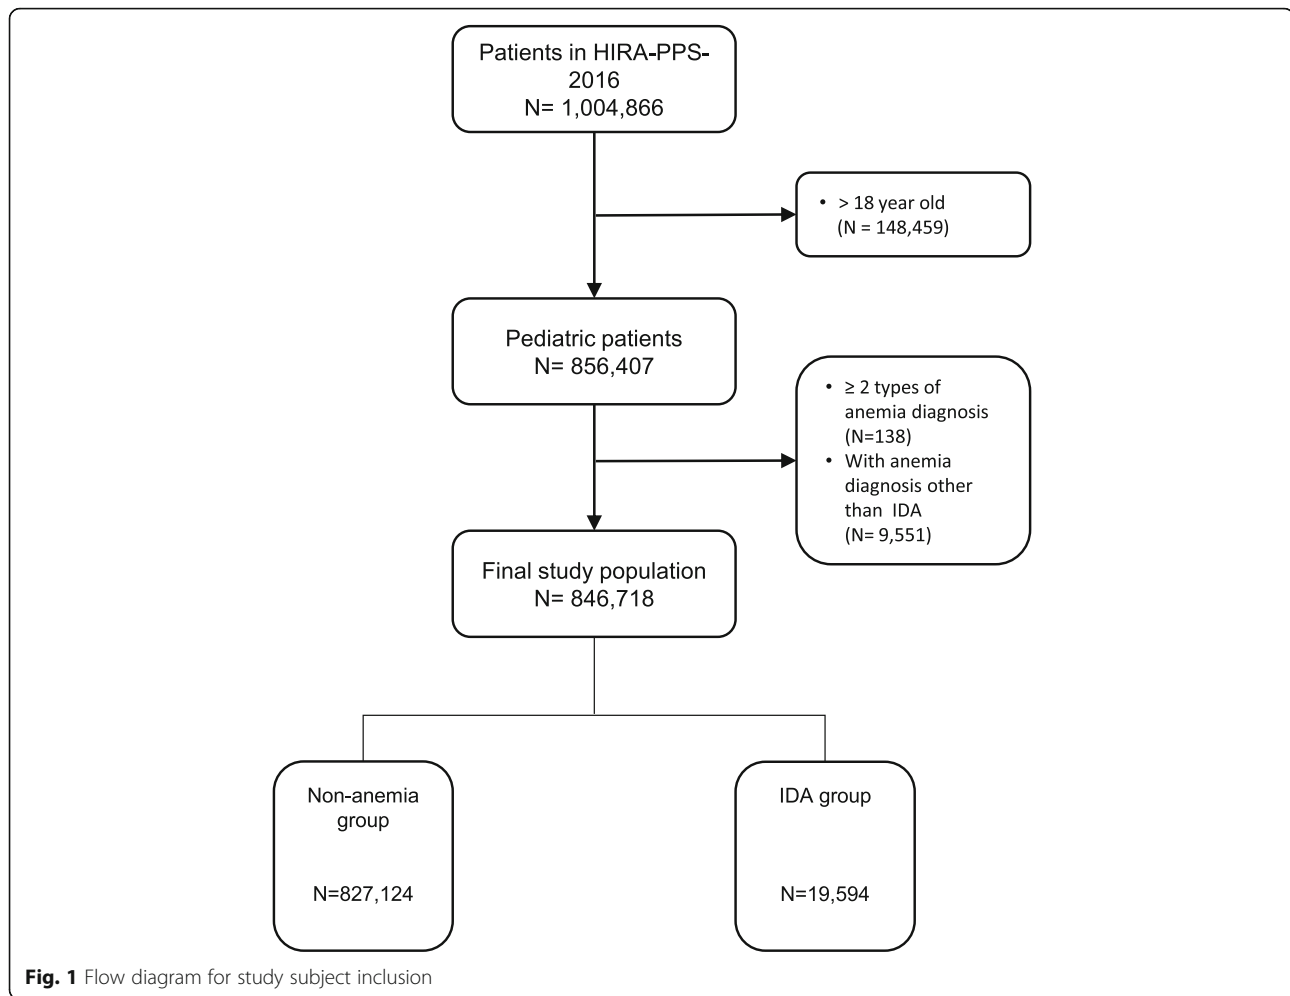 Patients in HIRA-PPS-
2016
N= 1,004,866
• > 18 year old
(N = 148,459)
Pediatric patients
N= 856,407
• ≥ 2 types of
anemia diagnosis
(N=138)
• With anemia
diagnosis other
than IDA
(N= 9,551)
Final study population
N= 846,718
Non-anemia
group
N=827,124
IDA group
N=19,594
Fig. 1 Flow diagram for study subject inclusion